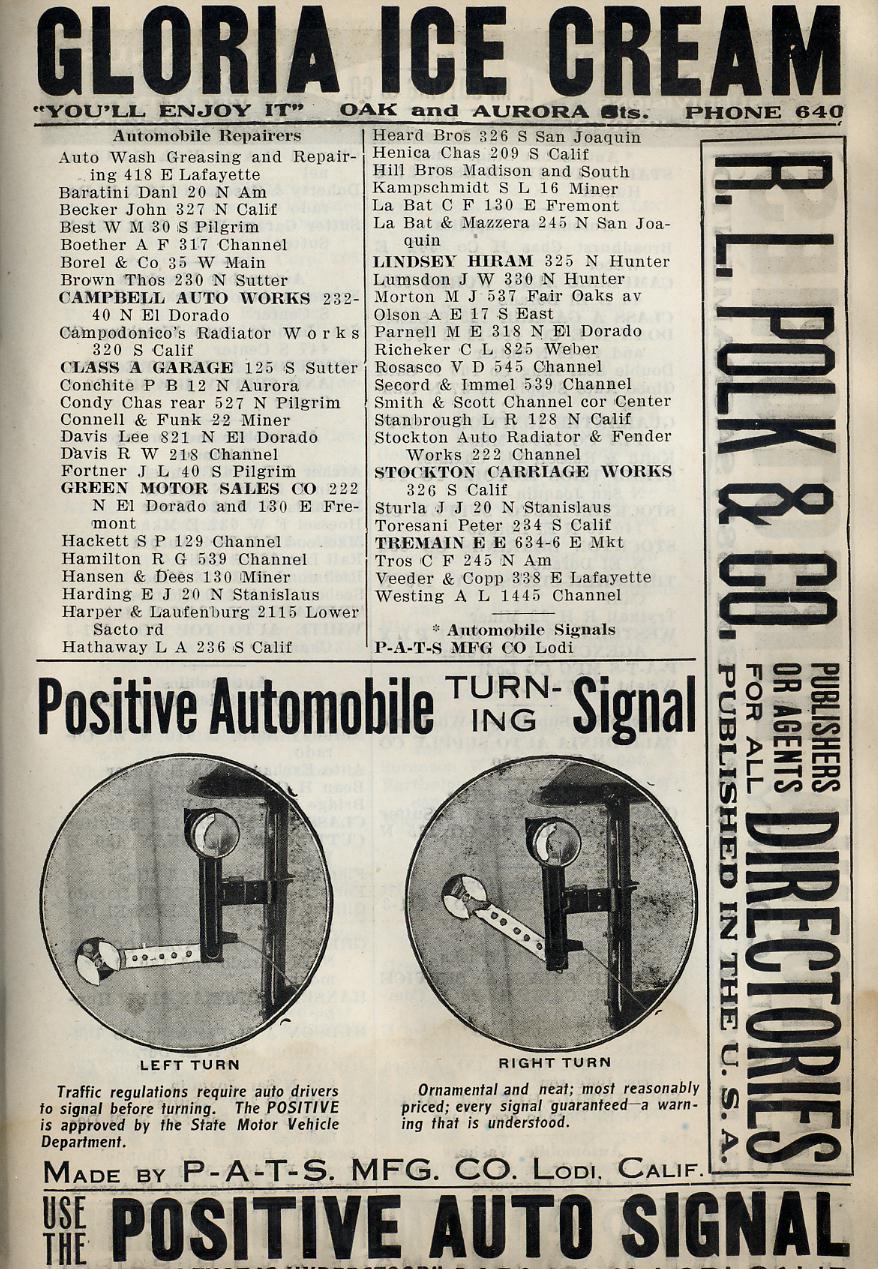 GLORIA ICE CREAM
"YOU'LL ENJOY IT" OAK and AURORA Sts. PHONE 640
Automobile Repairers
Auto Wash Greasing and Repair-
ing 418 E Lafayette
Baratini Danl 20 N Am
Becker John 327 N Calif
Best W M 30 S Pilgrim
Boether A F 317 Channel
Borel & Co 35 W Main
Brown Thos 230 N Sutter
CAMPBELL AUTO WORKS 232-
40 N El Dorado
Campodonico's Radiator Works
320 S Calif
CLASS A GARAGE 125 S Sutter
Conchite P B 12 N Aurora
Condy Chas rear 527 N Pilgrim
Connell & Funk 22 Miner
Davis Lee 821 N El Dorado
Davis R W 218 Channel
Fortner J L 40 S Pilgrim
GREEN MOTOR SALES CO 222
N El Dorado and 130 E Fre-
mont
Hackett S P 129 Channel
Hamilton R G 539 Channel
Hansen & Dees 130 Miner
Harding E J 20 N Stanislaus
Harper & Laufenburg 2115 Lower
Sacto rd
Hathaway L A 236 S Calif
Heard Bros 326 S San Joaquin
Henica Chas 209 S Calif
Hill Bros Madison and South
Kampschmidt S L 16 Miner
La Bat C F 130 E Fremont
La Bat & Mazzera 245 N San Joa-
quin
LINDSEY HIRAM 325 N Hunter
Lumsdon J W 330 N Hunter
Morton M J 537 Fair Oaks av
Olson A E 17 S East
Parnell M E 318 N El Dorado
Richeker C L 825 Weber
Rosasco V D 545 Channel
Secord & Immel 539 Channel
Smith & Scott Channel cor Center
Stanbrough L R 128 N Calif
Stockton Auto Radiator & Fender
Works 222 Channel
STOCKTON CARRIAGE WORKS
326 S Calif
Sturla J J 20 N Stanislaus
Toresani Peter 234 S Calif
TREMAIN E E 634-6 E Mkt
Tros C F 245 N Am
Veeder & Copp 338 E Lafayette
Westing A L 1445 Channel
* Automobile Signals
P-A-T-S MFG CO Lodi
R. L. POLK & CO.
PUBLISHERS
OR AGENTS
FOR ALL
DIRECTORIES
PUBLISHED IN THE U. S. A.
Positive Automobile TURN-
ING Signal
LEFT TURN
RIGHT TURN
Traffic regulations require auto drivers
to signal before turning. The POSITIVE
is approved by the State Motor Vehicle
Department.
Ornamental and neat; most reasonably
priced; every signal guaranteed—a warn-
ing that is understood.
MADE BY P-A-T-S. MFG. CO. LODI, CALIF.
USE
THE
POSITIVE AUTO SIGNAL